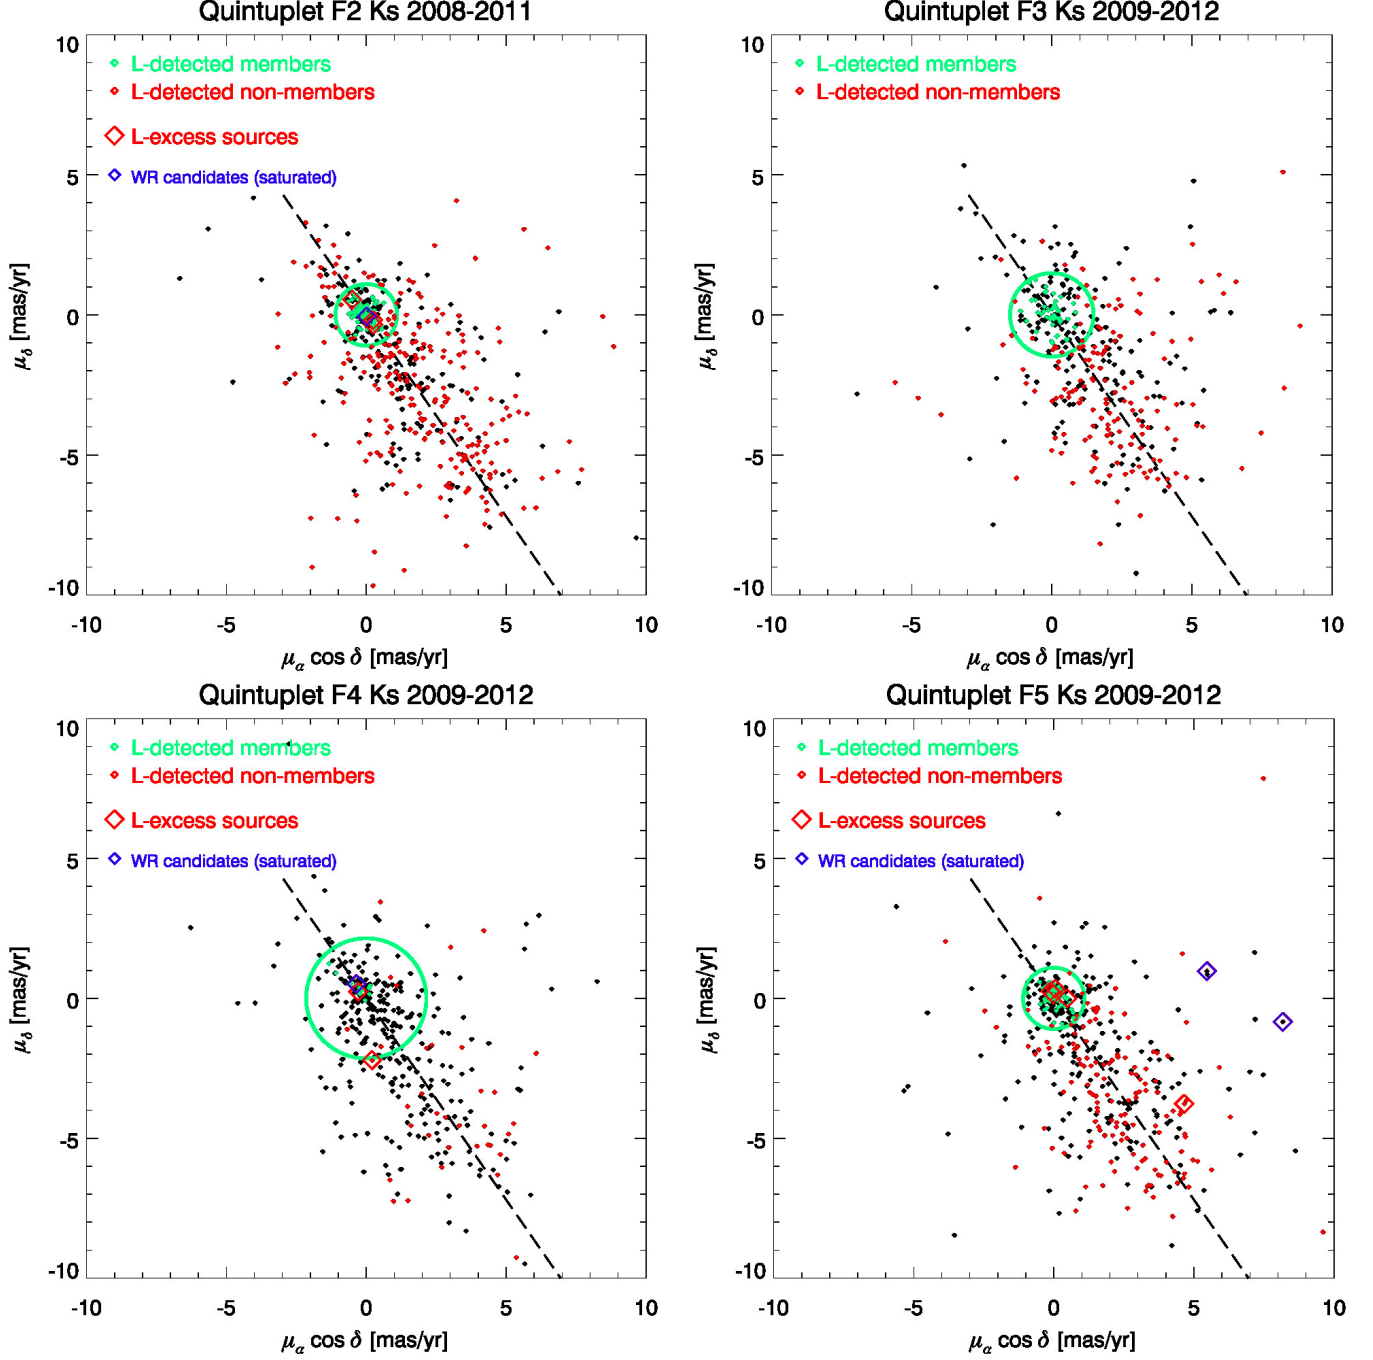 Quintuplet F2 Ks 2008-2011
10
L-detected members
L-detected non-members
L-excess sources
5
WR candidates (saturated)
0
-5
-10
μδ [mas/yr]
-10 -5 0 5 10
μα cos δ [mas/yr]
Quintuplet F3 Ks 2009-2012
10
L-detected members
L-detected non-members
5
0
-5
-10
μδ [mas/yr]
-10 -5 0 5 10
μα cos δ [mas/yr]
Quintuplet F4 Ks 2009-2012
10
L-detected members
L-detected non-members
L-excess sources
5
WR candidates (saturated)
0
-5
-10
μδ [mas/yr]
-10 -5 0 5 10
μα cos δ [mas/yr]
Quintuplet F5 Ks 2009-2012
10
L-detected members
L-detected non-members
L-excess sources
5
WR candidates (saturated)
0
-5
-10
μδ [mas/yr]
-10 -5 0 5 10
μα cos δ [mas/yr]